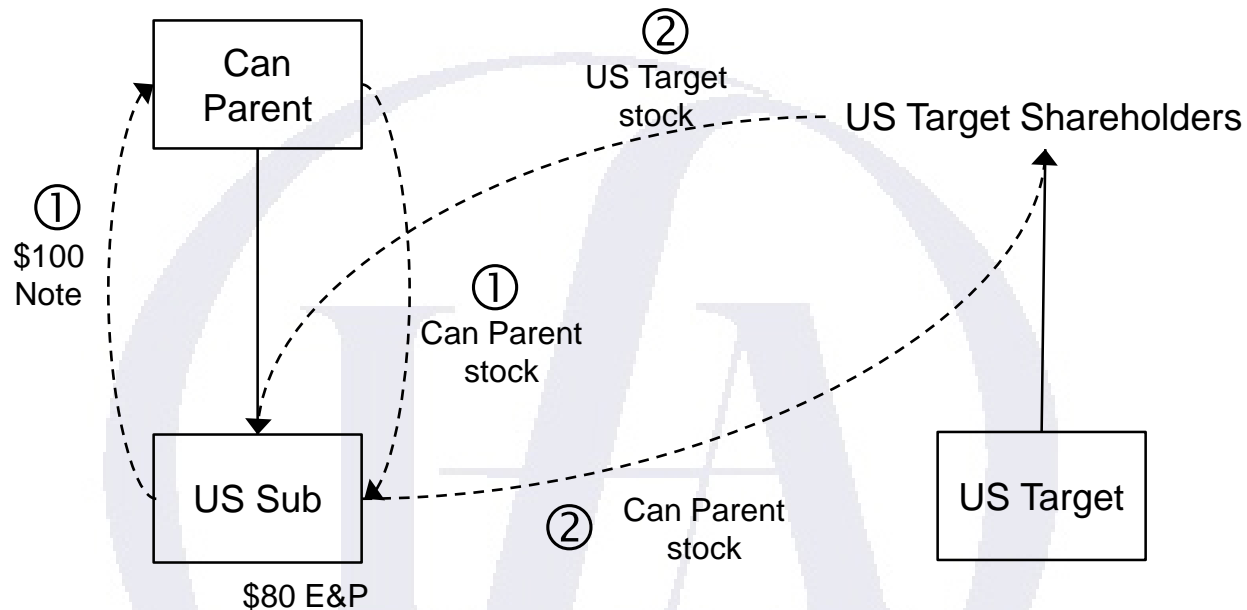 Can
Parent
②
US Target
stock
US Target Shareholders
①
$100
Note
①
Can Parent
stock
US Sub
②
Can Parent
stock
US Target
$80 E&P